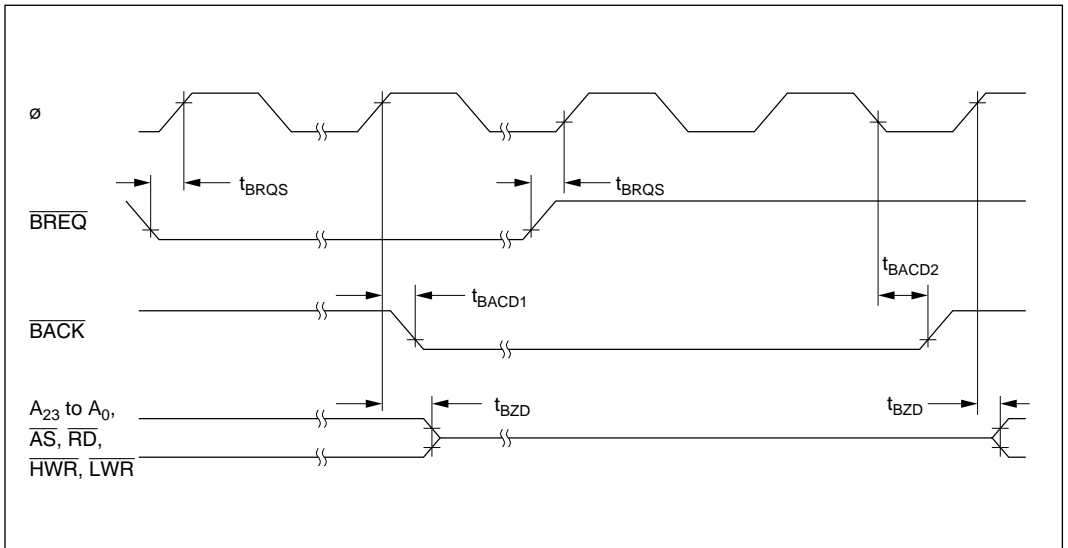 ø
tBRQS
tBRQS
BREQ
tBACD2
tBACD1
BACK
A23 to A0,
AS, RD,
HWR, LWR
tBZD
tBZD